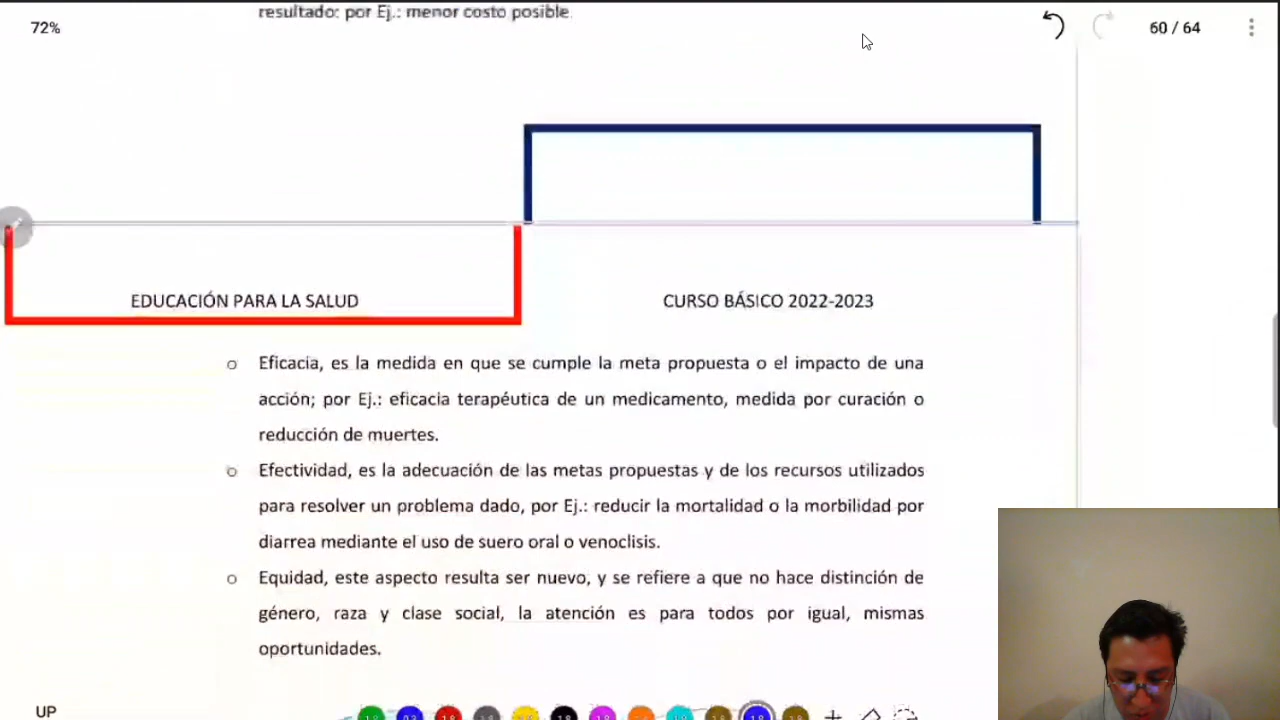 resultado: por Ej.: menor costo posible
72%
60 / 64
EDUCACIÓN PARA LA SALUD
CURSO BÁSICO 2022-2023
o Eficacia, es la medida en que se cumple la meta propuesta o el impacto de una
acción; por Ej.: eficacia terapéutica de un medicamento, medida por curación o
reducción de muertes.
o Efectividad, es la adecuación de las metas propuestas y de los recursos utilizados
para resolver un problema dado, por Ej.: reducir la mortalidad o la morbilidad por
diarrea mediante el uso de suero oral o venoclisis.
o Equidad, este aspecto resulta ser nuevo, y se refiere a que no hace distinción de
género, raza y clase social, la atención es para todos por igual, mismas
oportunidades.
UP